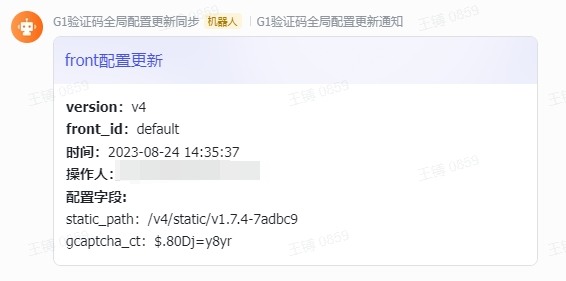 G1验证码全局配置更新同步 机器人 G1验证码全局配置更新通知
front配置更新
version：v4
front_id：default
时间：2023-08-24 14:35:37
操作人：
配置字段:
static_path：/v4/static/v1.7.4-7adbc9
gcaptcha_ct：$.80Dj=y8yr
王镈 0859